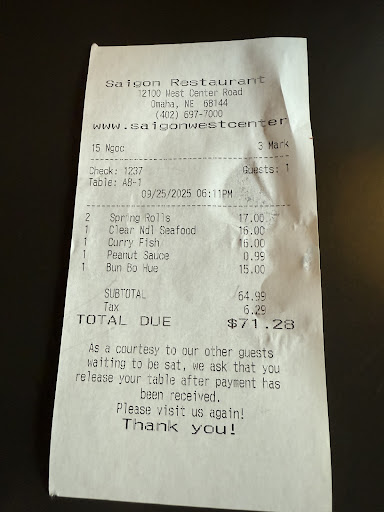 Saigon Restaurant
12100 West Center Road
Omaha, NE 68144
(402) 697-7000
www.saigonwestcenter
15 Ngoc 3 Mark
Check: 1237 Guests: 1
Table: AB-1
09/25/2025 06:11PM
2 Spring Rolls 17.00
1 Clear Ndl Seafood 16.00
1 Curry Fish 16.00
1 Peanut Sauce 0.99
1 Bun Bo Hue 15.00
SUBTOTAL 64.99
Tax 6.29
TOTAL DUE $71.28
As a courtesy to our other guests
waiting to be sat, we ask that you
release your table after payment has
been received.
Please visit us again!
Thank you!